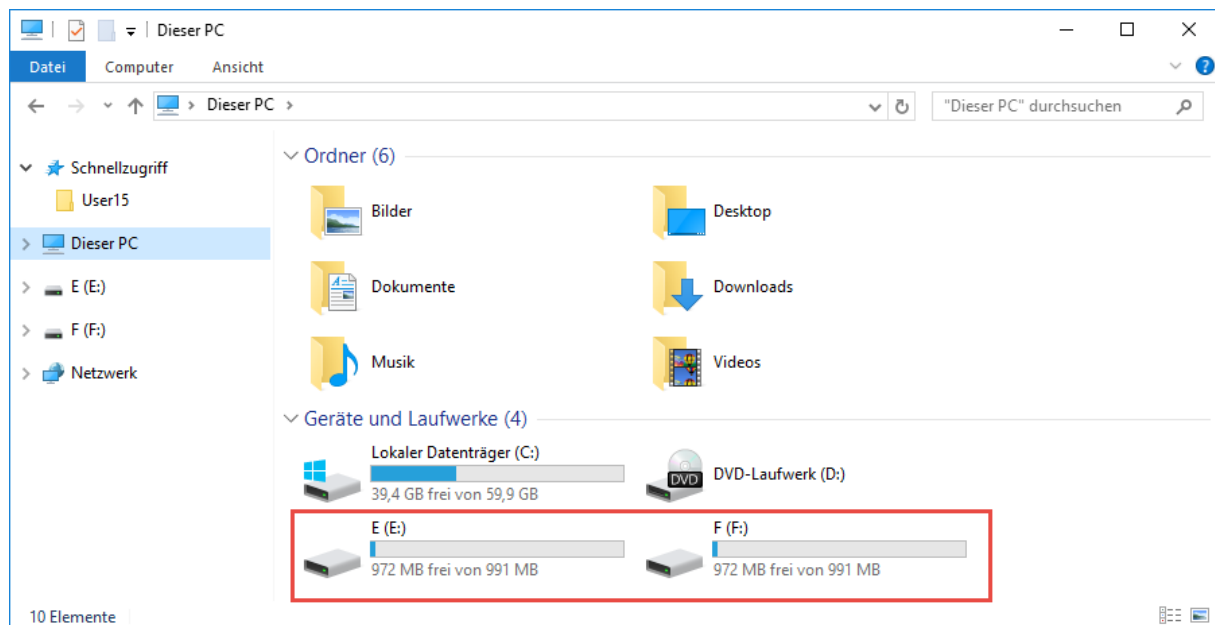 Dieser PC
Datei Computer Ansicht
Dieser PC
"Dieser PC" durchsuchen
Schnellzugriff
User15
Dieser PC
E (E:)
F (F:)
Netzwerk
Ordner (6)
Bilder
Desktop
Dokumente
Downloads
Musik
Videos
Geräte und Laufwerke (4)
Lokaler Datenträger (C:)
39,4 GB frei von 59,9 GB
DVD
DVD-Laufwerk (D:)
E (E:)
972 MB frei von 991 MB
F (F:)
972 MB frei von 991 MB
10 Elemente